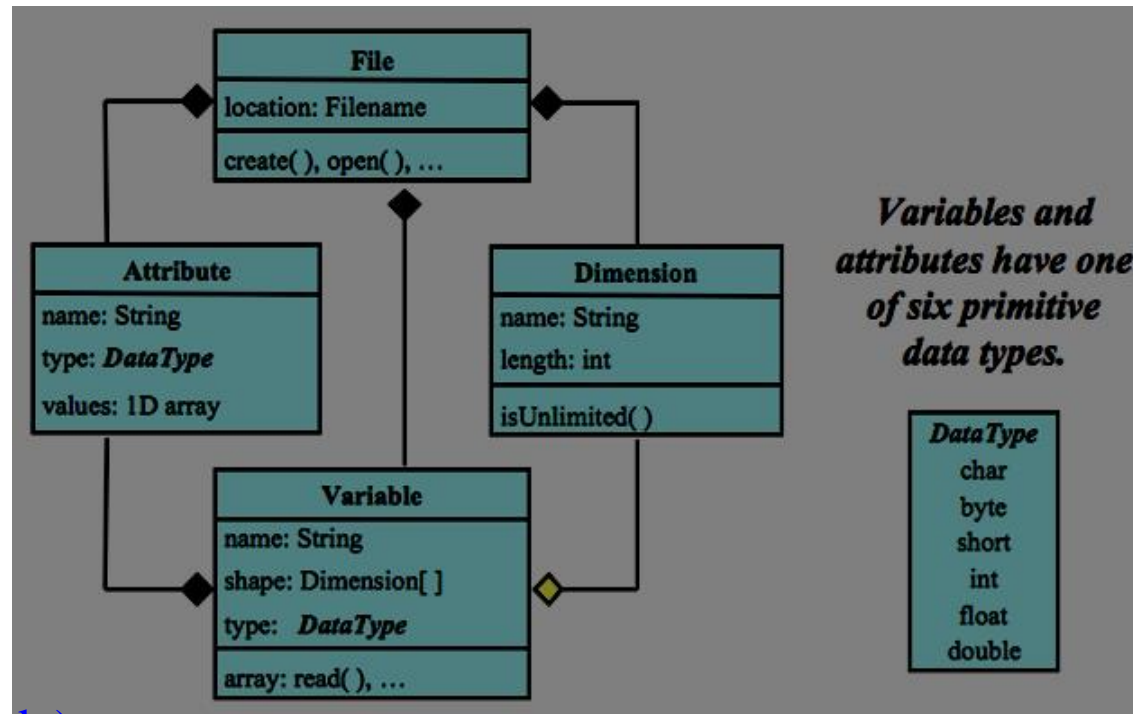 File
location: Filename
create( ), open( ), ...
Attribute
name: String
type: DataType
values: 1D array
Dimension
name: String
length: int
isUnlimited( )
Variable
name: String
shape: Dimension[ ]
type: DataType
array: read( ), ...
Variables and
attributes have one
of six primitive
data types.
DataType
char
byte
short
int
float
double